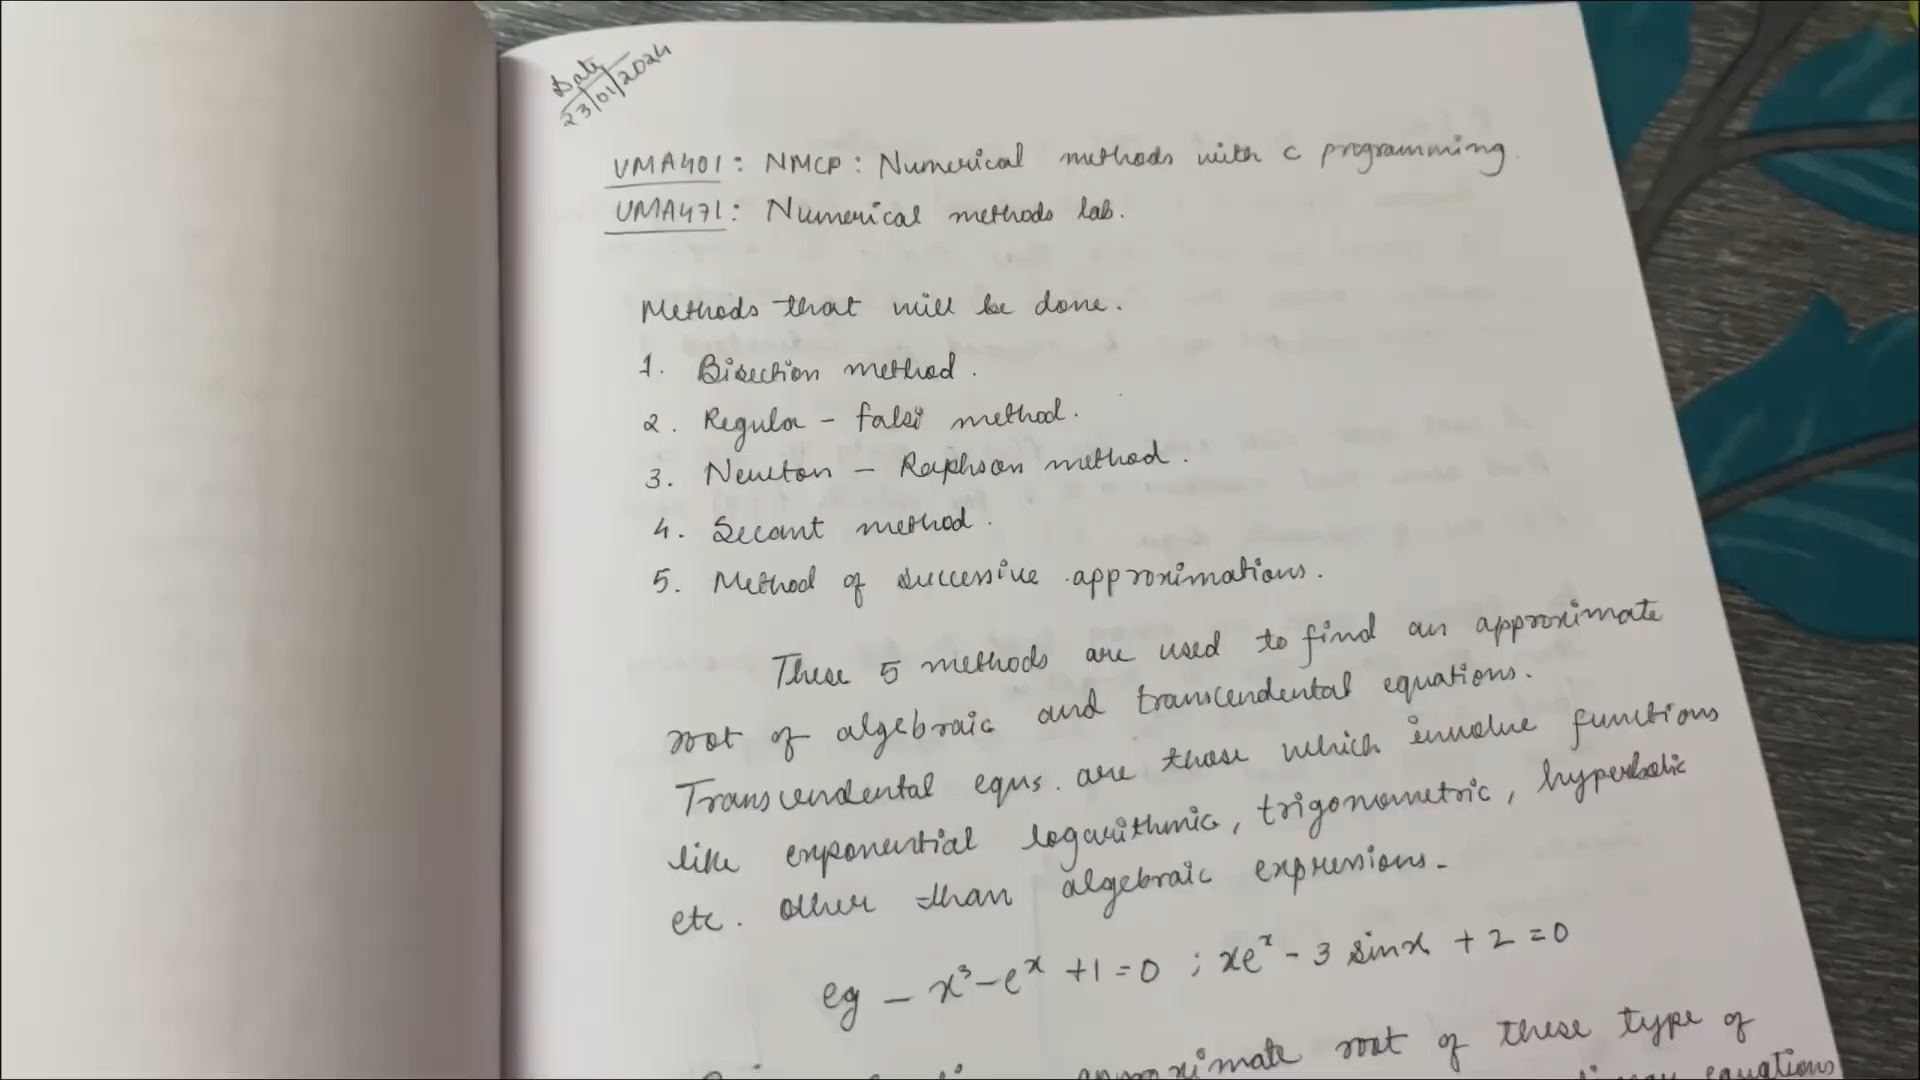 Date
23/01/2024
UMA401: NMCP: Numerical methods with c programming.
UMA471: Numerical methods lab.
Methods that will be done.
1. Bisection method.
2. Regula - falsi method.
3. Newton - Raphson method.
4. Secant method.
5. Method of successive approximations.
These 5 methods are used to find an approximate
root of algebraic and transcendental equations.
Transcendental eqns. are those which involve functions
like exponential logarithmic, trigonometric, hyperbolic
etc. other than algebraic expressions.
eg - x³-eˣ +1=0 ; xeˣ - 3 sinx + 2=0
approximate root of these type of
equations